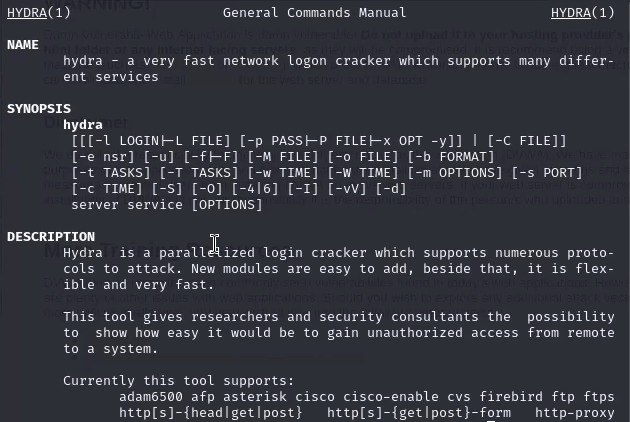 HYDRA(1) General Commands Manual HYDRA(1)
NAME
hydra - a very fast network logon cracker which supports many differ-
ent services
SYNOPSIS
hydra
[[[-l LOGIN|-L FILE] [-p PASS|-P FILE|-x OPT -y]] | [-C FILE]]
[-e nsr] [-u] [-f|-F] [-M FILE] [-o FILE] [-b FORMAT]
[-t TASKS] [-T TASKS] [-w TIME] [-W TIME] [-m OPTIONS] [-s PORT]
[-c TIME] [-S] [-O] [-4|6] [-I] [-vV] [-d]
server service [OPTIONS]
DESCRIPTION
Hydra is a parallelized login cracker which supports numerous proto-
cols to attack. New modules are easy to add, beside that, it is flex-
ible and very fast.
This tool gives researchers and security consultants the possibility
to show how easy it would be to gain unauthorized access from remote
to a system.
Currently this tool supports:
adam6500 afp asterisk cisco cisco-enable cvs firebird ftp ftps
http[s]-{head|get|post} http[s]-{get|post}-form http-proxy